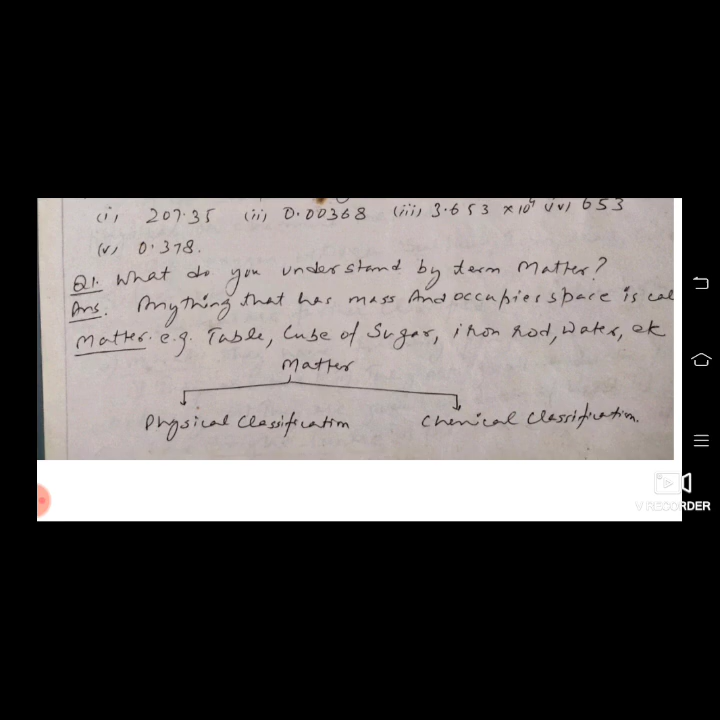 (i) 207.35 (ii) 0.00368 (iii) 3.653 × 10⁴ (iv) 653
(v) 0.378.
Q1. What do you understand by term Matter?
Ans. Anything that has mass And occupies space is cal
Matter. e.g. Table, Cube of Sugar, iron rod, Water, etc
Matter
Physical Classification
Chemical Classification.
V RECORDER